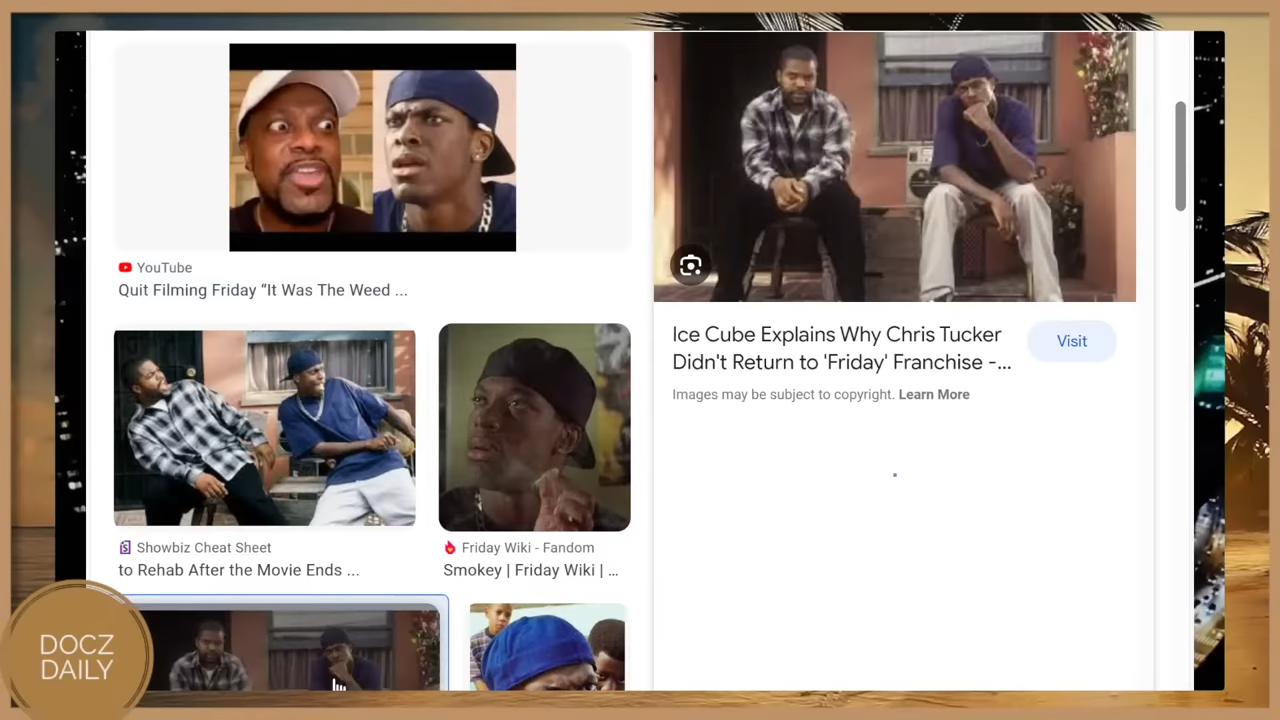 YouTube
Quit Filming Friday “It Was The Weed ...
Showbiz Cheat Sheet
to Rehab After the Movie Ends ...
Friday Wiki - Fandom
Smokey | Friday Wiki | ...
Ice Cube Explains Why Chris Tucker
Didn't Return to 'Friday' Franchise -...
Visit
Images may be subject to copyright. Learn More
DOCZ
DAILY